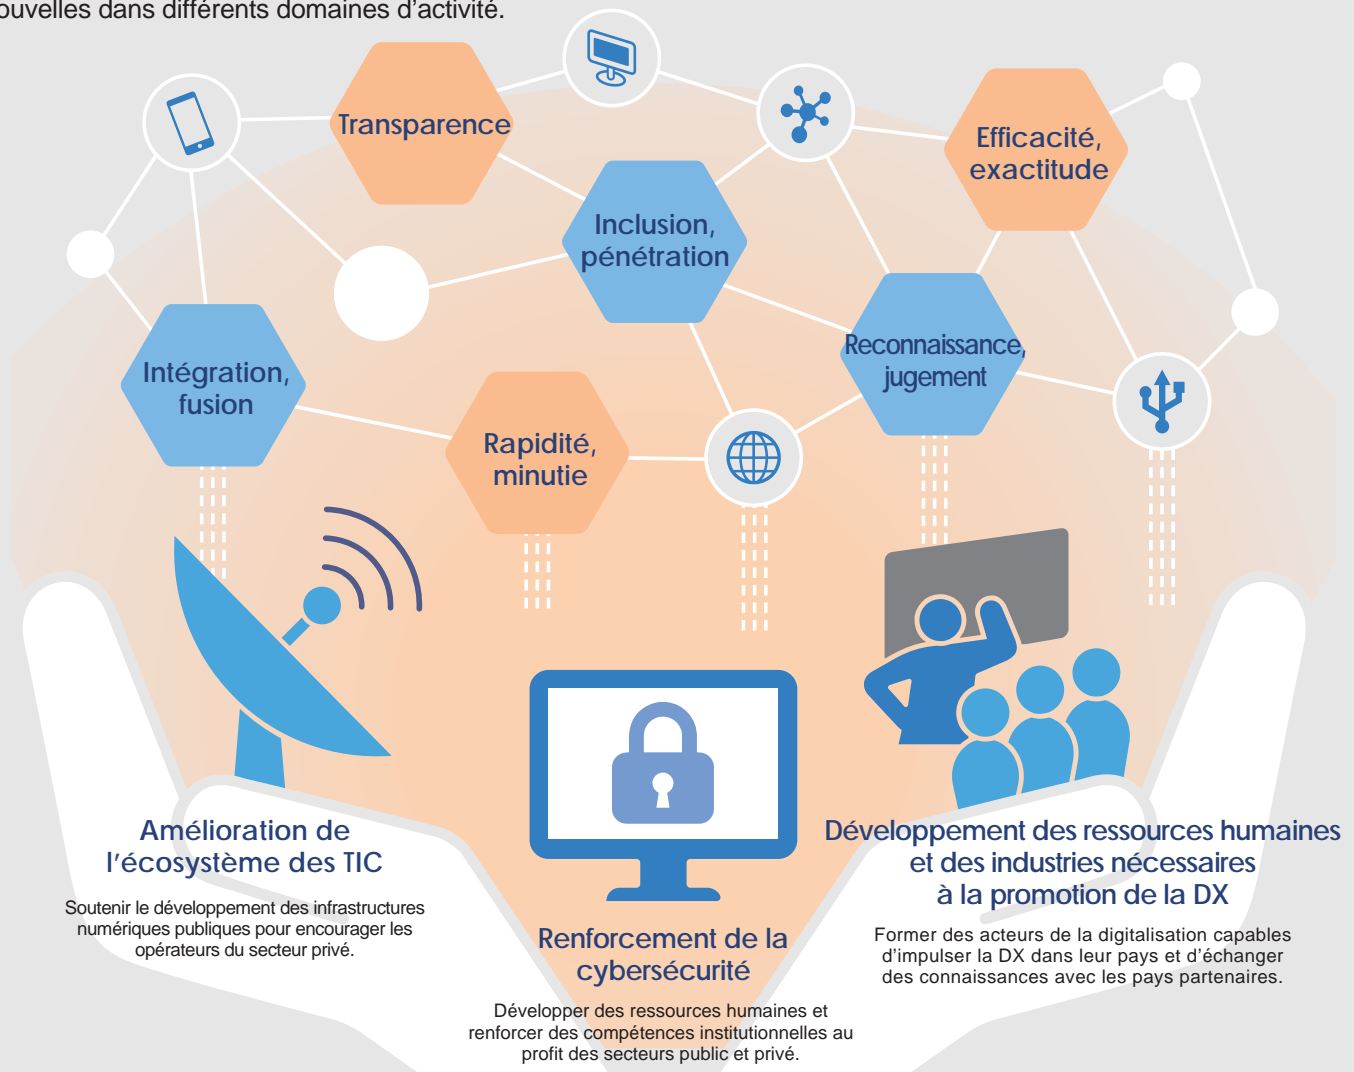 ouvelles dans différents domaines d'activité.
Transparence
Efficacité,
exactitude
Inclusion,
pénétration
Reconnaissance,
jugement
Intégration,
fusion
Rapidité,
minutie
Amélioration de
l'écosystème des TIC
Soutenir le développement des infrastructures
numériques publiques pour encourager les
opérateurs du secteur privé.
Renforcement de la
cybersécurité
Développer des ressources humaines et
renforcer des compétences institutionnelles au
profit des secteurs public et privé.
Développement des ressources humaines
et des industries nécessaires
à la promotion de la DX
Former des acteurs de la digitalisation capables
d'impulser la DX dans leur pays et d'échanger
des connaissances avec les pays partenaires.